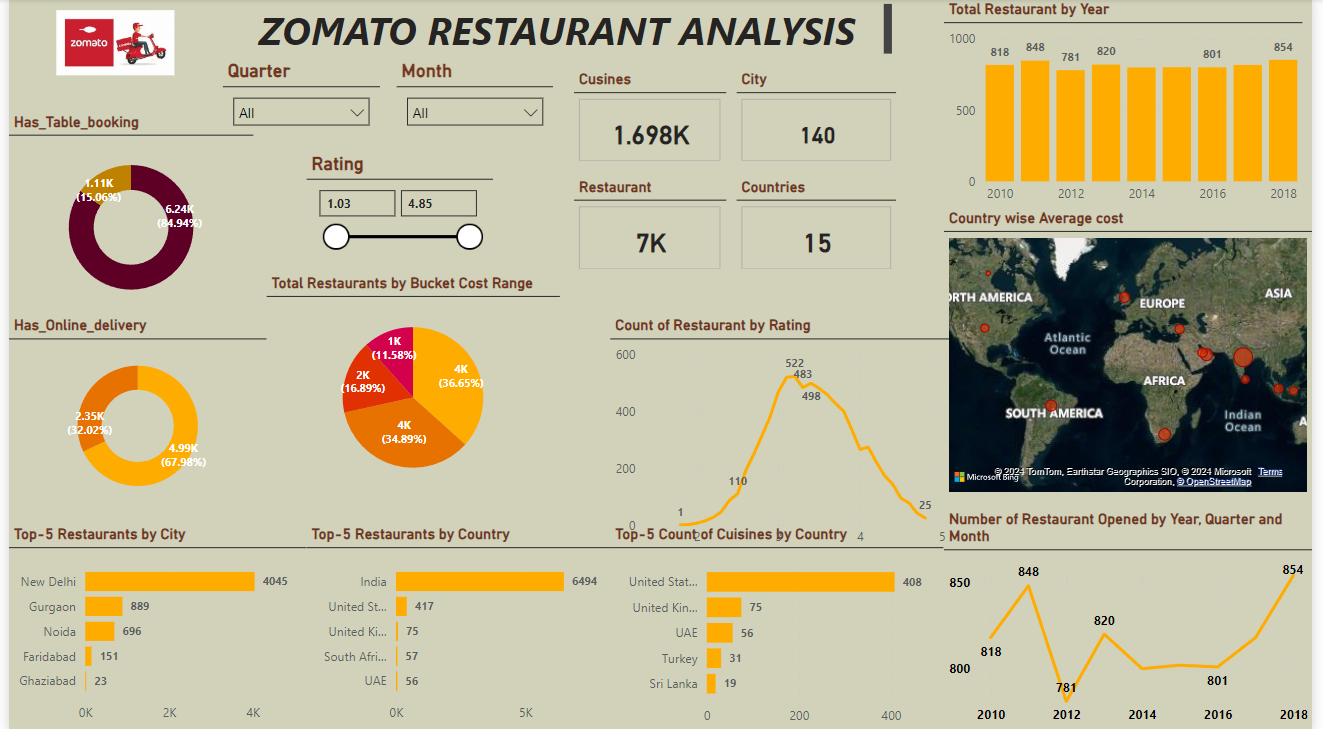 zomato
ZOMATO RESTAURANT ANALYSIS
Quarter
All
Month
All
Rating
1.03
4.85
Cusines
1.698K
City
140
Restaurant
7K
Countries
15
Has_Table_booking
1.11K
(15.06%)
6.24K
(84.94%)
Has_Online_delivery
2.35K
(32.02%)
4.99K
(67.98%)
Total Restaurants by Bucket Cost Range
1K
(11.58%)
2K
(16.89%)
4K
(36.65%)
4K
(34.89%)
Count of Restaurant by Rating
600
400
200
0
1
110
522
483
498
25
2
3
4
5
Total Restaurant by Year
1000
500
0
818
848
781
820
801
854
2010
2012
2014
2016
2018
Country wise Average cost
RTH AMERICA
EUROPE
ASIA
Atlantic
Ocean
AFRICA
SOUTH AMERICA
Indian
Ocean
A
Microsoft Bing
© 2024 TomTom, Earthstar Geographics SIO, © 2024 Microsoft Terms
Corporation, © OpenStreetMap
Top-5 Restaurants by City
New Delhi 4045
Gurgaon 889
Noida 696
Faridabad 151
Ghaziabad 23
0K 2K 4K
Top-5 Restaurants by Country
India 6494
United St... 417
United Ki... 75
South Afri... 57
UAE 56
0K 5K
Top-5 Count of Cuisines by Country
United Stat... 408
United Kin... 75
UAE 56
Turkey 31
Sri Lanka 19
0 200 400
Number of Restaurant Opened by Year, Quarter and
Month
850
800
818
848
781
820
801
854
2010 2012 2014 2016 2018